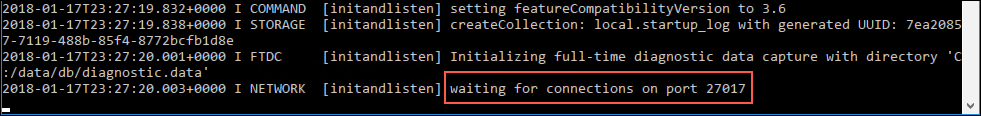 2018-01-17T23:27:19.832+0000 I COMMAND  [initandlisten] setting featureCompatibilityVersion to 3.6
2018-01-17T23:27:19.838+0000 I STORAGE  [initandlisten] createCollection: local.startup_log with generated UUID: 7ea2085
7-7119-488b-85f4-8772bcfb1d8e
2018-01-17T23:27:20.001+0000 I FTDC     [initandlisten] Initializing full-time diagnostic data capture with directory 'C
:/data/db/diagnostic.data'
2018-01-17T23:27:20.003+0000 I NETWORK  [initandlisten] waiting for connections on port 27017